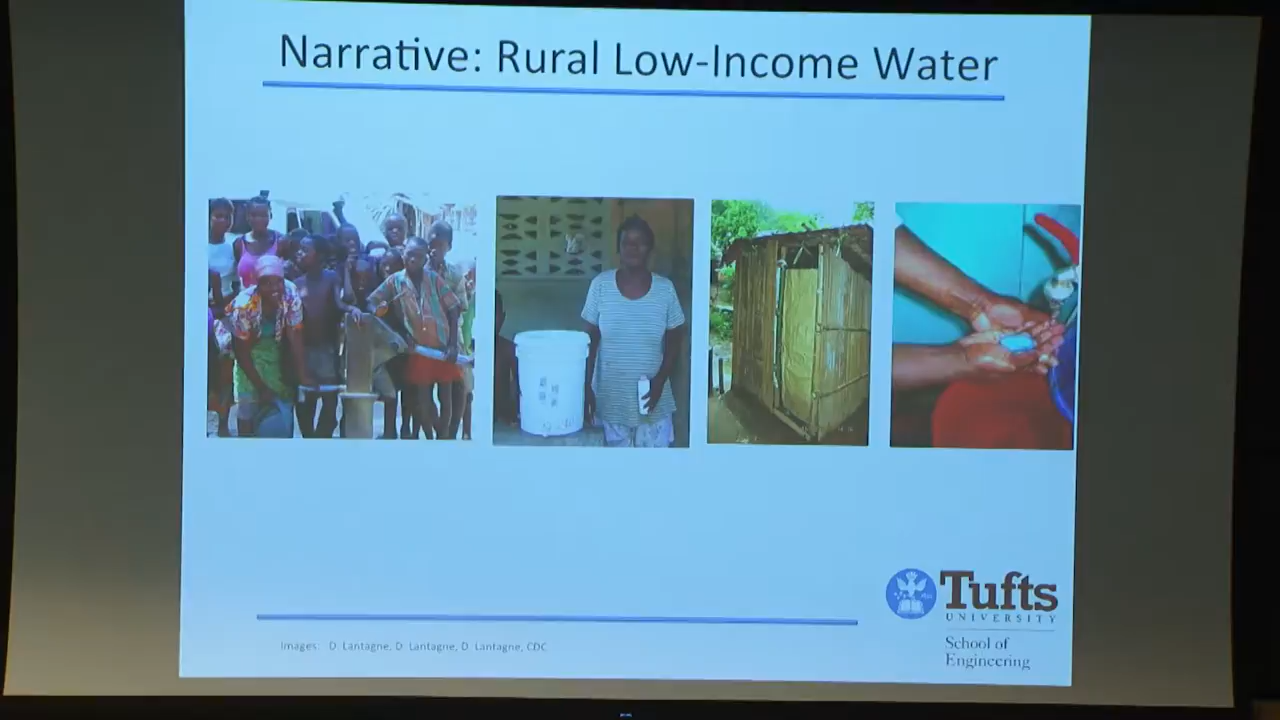 Narrative: Rural Low-Income Water
Images: D. Lantagne, D. Lantagne, D. Lantagne, CDC
Tufts
UNIVERSITY
School of
Engineering